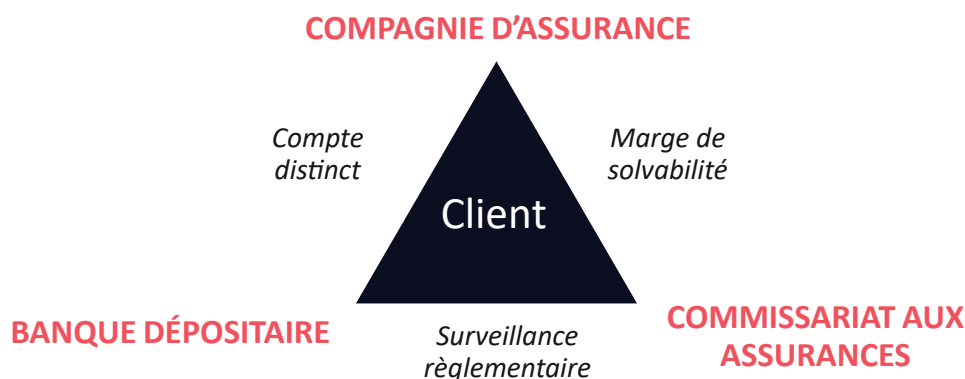 COMPAGNIE D’ASSURANCE
Compte
distinct
Marge de
solvabilité
Client
BANQUE DÉPOSITAIRE
Surveillance
règlementaire
COMMISSARIAT AUX
ASSURANCES